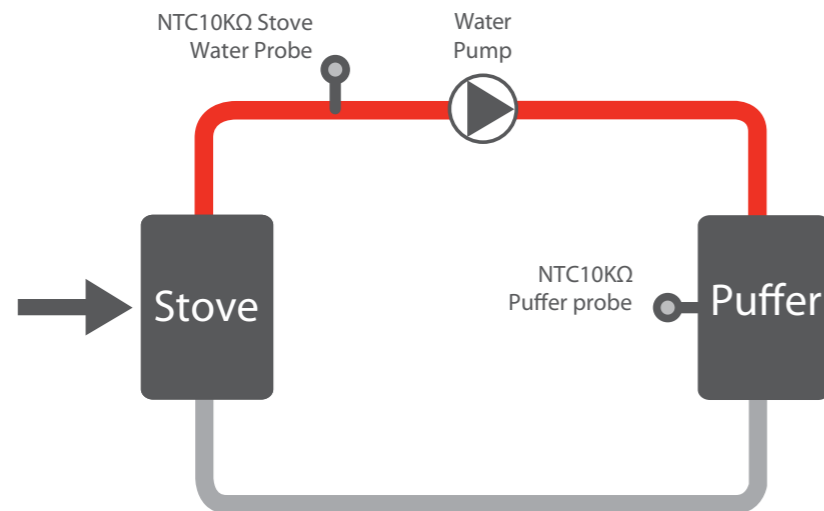 NTC10KΩ Stove
Water Probe
Water
Pump
Stove
NTC10KΩ
Puffer probe
Puffer